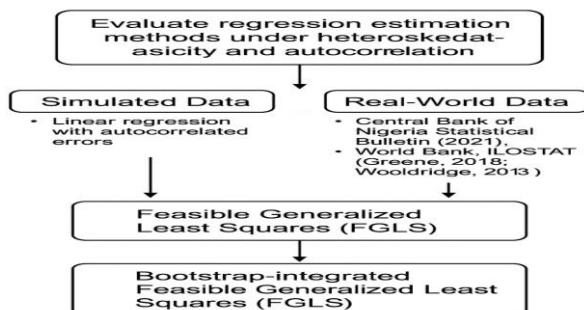 Evaluate regression estimation
methods under heteroskedat-
asicity and autocorrelation
Simulated Data
• Linear regression
with autocorrelated
errors
Real-World Data
• Central Bank of
Nigeria Statistical
Bulletin (2021),
• World Bank, ILOSTAT
(Greene, 2018;
Wooldridge, 2013)
Feasible Generalized
Least Squares (FGLS)
Bootstrap-integrated
Feasible Generalized Least
Squares (FGLS)